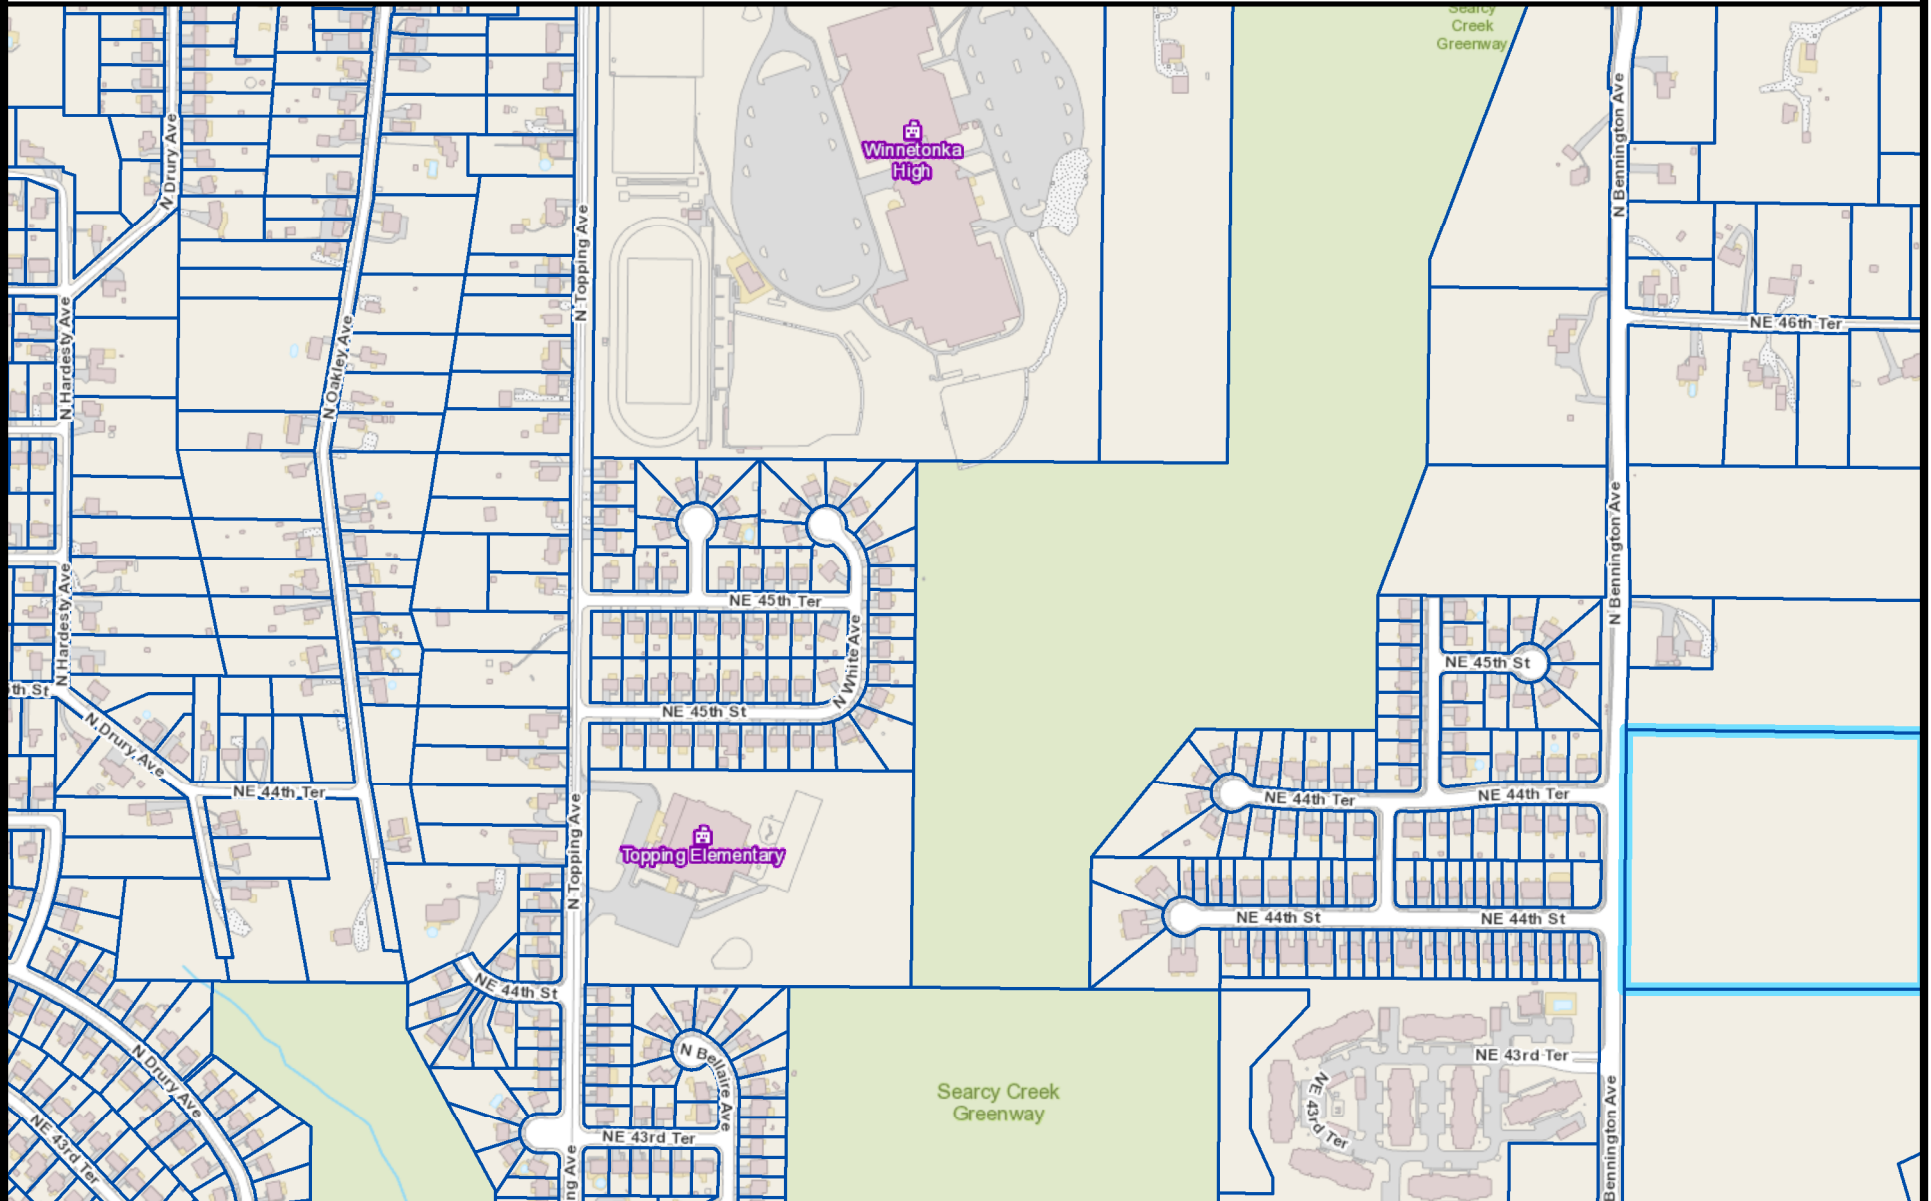 Searcy
Creek
Greenway
N Bennington Ave
N Drury Ave
Winnetonka
High
N Topping Ave
N Hardesty Ave
N Oakley Ave
NE 46th Ter
N Bennington Ave
N Hardesty Ave
NE 45th Ter
N White Ave
NE 45th St
5th St
NE 45th St
N Drury Ave
NE 44th Ter
NE 44th Ter
NE 44th Ter
N Topping Ave
Topping Elementary
NE 44th St
NE 44th St
NE 44th St
N Bellaire Ave
NE 43rd Ter
N Drury Ave
Searcy Creek
Greenway
NE 43rd Ter
Bennington Ave
NE 43rd Ter
NE 43rd Ter
ng Ave